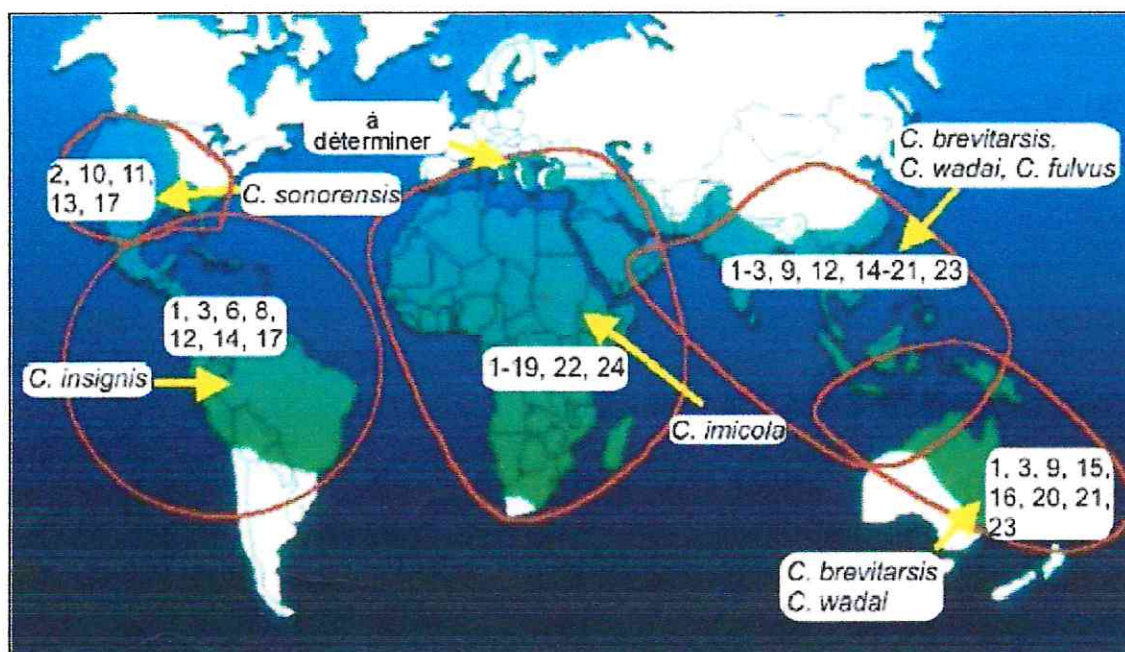 á
déterminer
C. brevitarsis,
C. wadai, C. fulvus
2, 10, 11,
13, 17
C. sonorensis
1-3, 9, 12, 14-21, 23
1, 3, 6, 8,
12, 14, 17
C. insignis
1-19, 22, 24
C. imicola
1, 3, 9, 15,
16, 20, 21,
23
C. brevitarsis
C. wadai